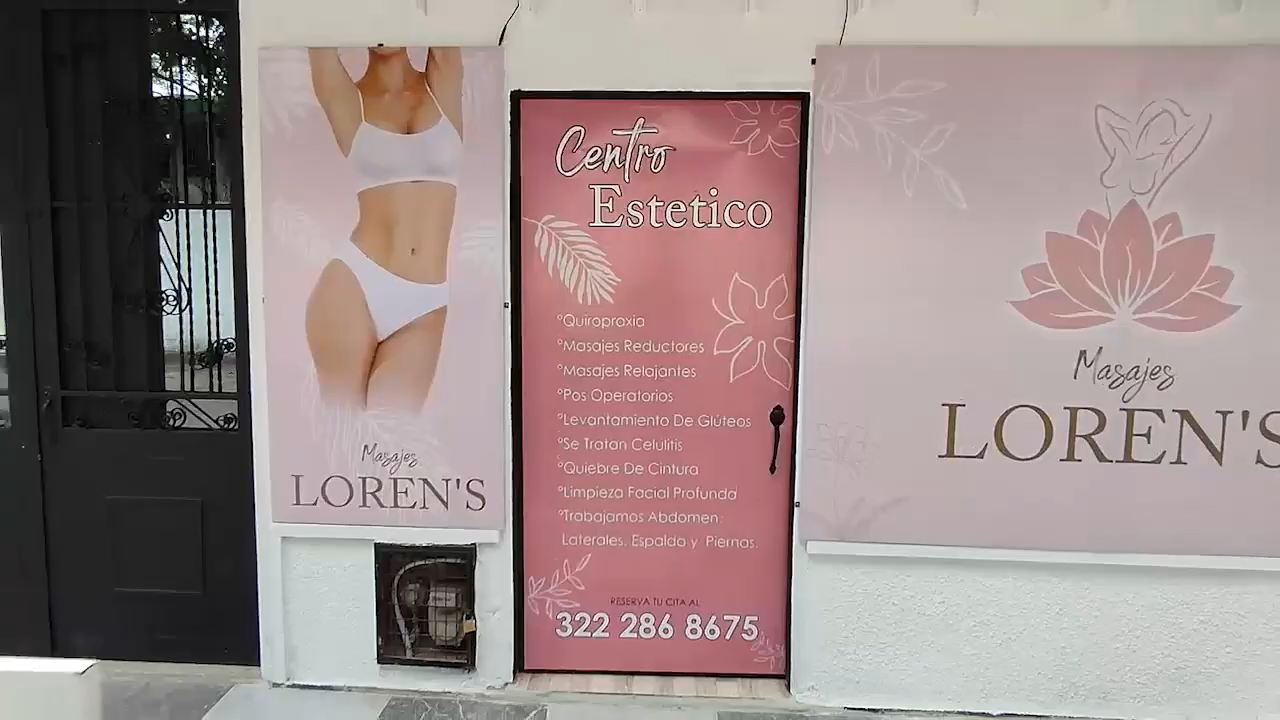 Masajes
LOREN'S
Centro
Estetico
°Quiropraxia
°Masajes Reductores
°Masajes Relajantes
°Pos Operatorios
°Levantamiento De Glúteos
°Se Tratan Celulitis
°Quiebre De Cintura
°Limpieza Facial Profunda
°Trabajamos Abdomen,
Laterales, Espalda y Piernas.
RESERVA TU CITA AL
322 286 8675
Masajes
LOREN'S